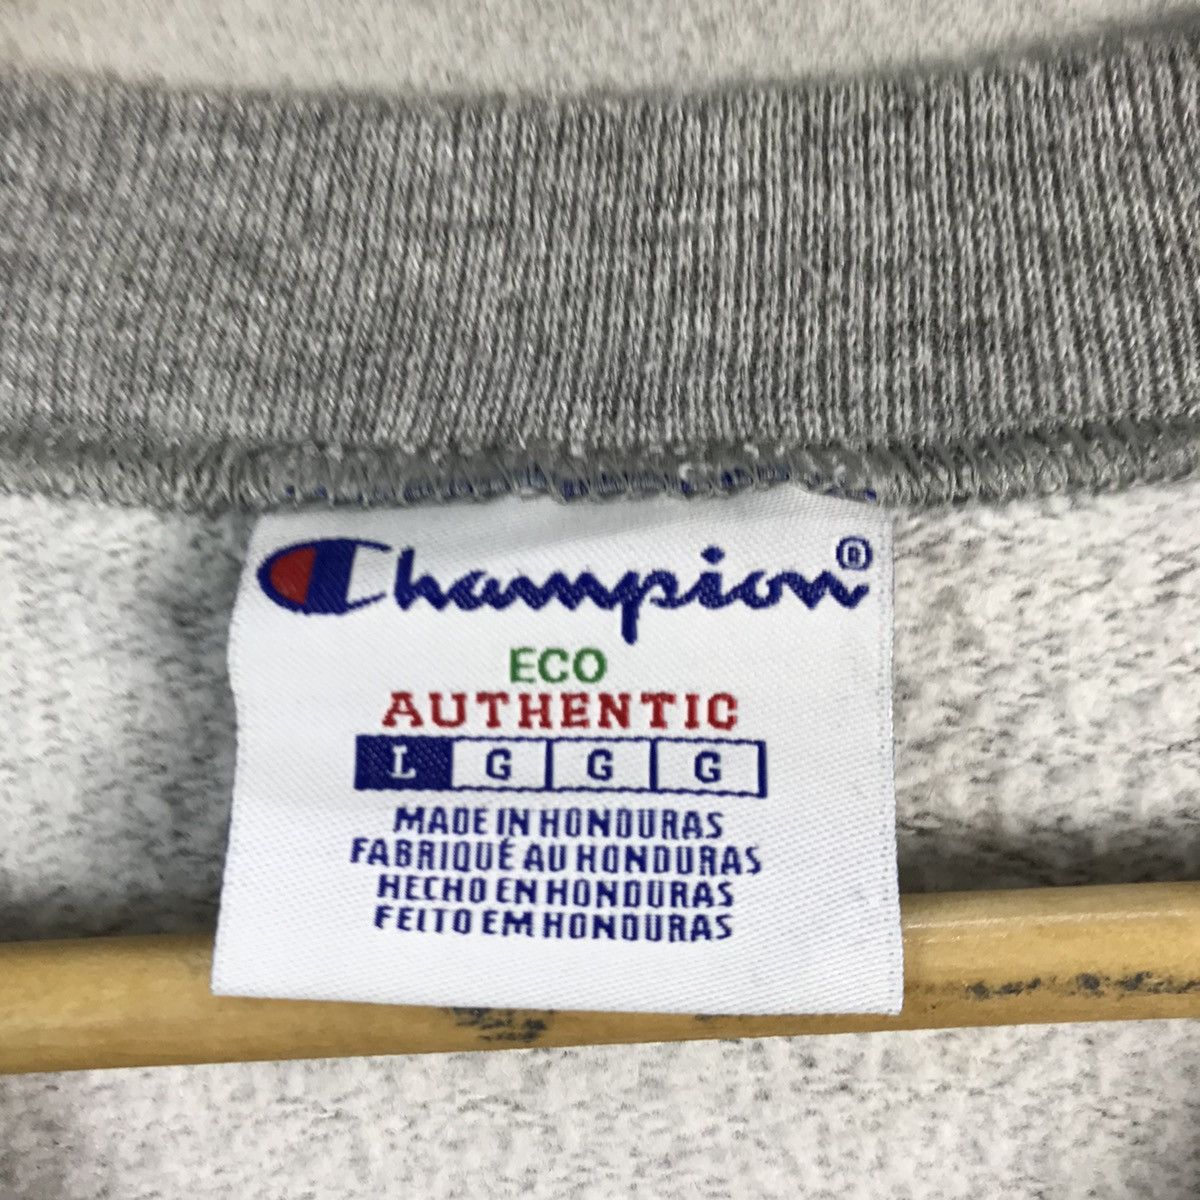 Champion®
ECO
AUTHENTIC
L G G G
MADE IN HONDURAS
FABRIQUÉ AU HONDURAS
HECHO EN HONDURAS
FEITO EM HONDURAS